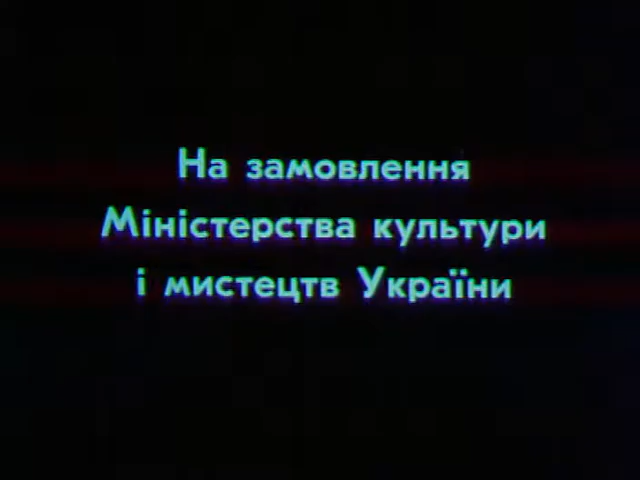 На замовлення
Міністерства культури
і мистецтв України